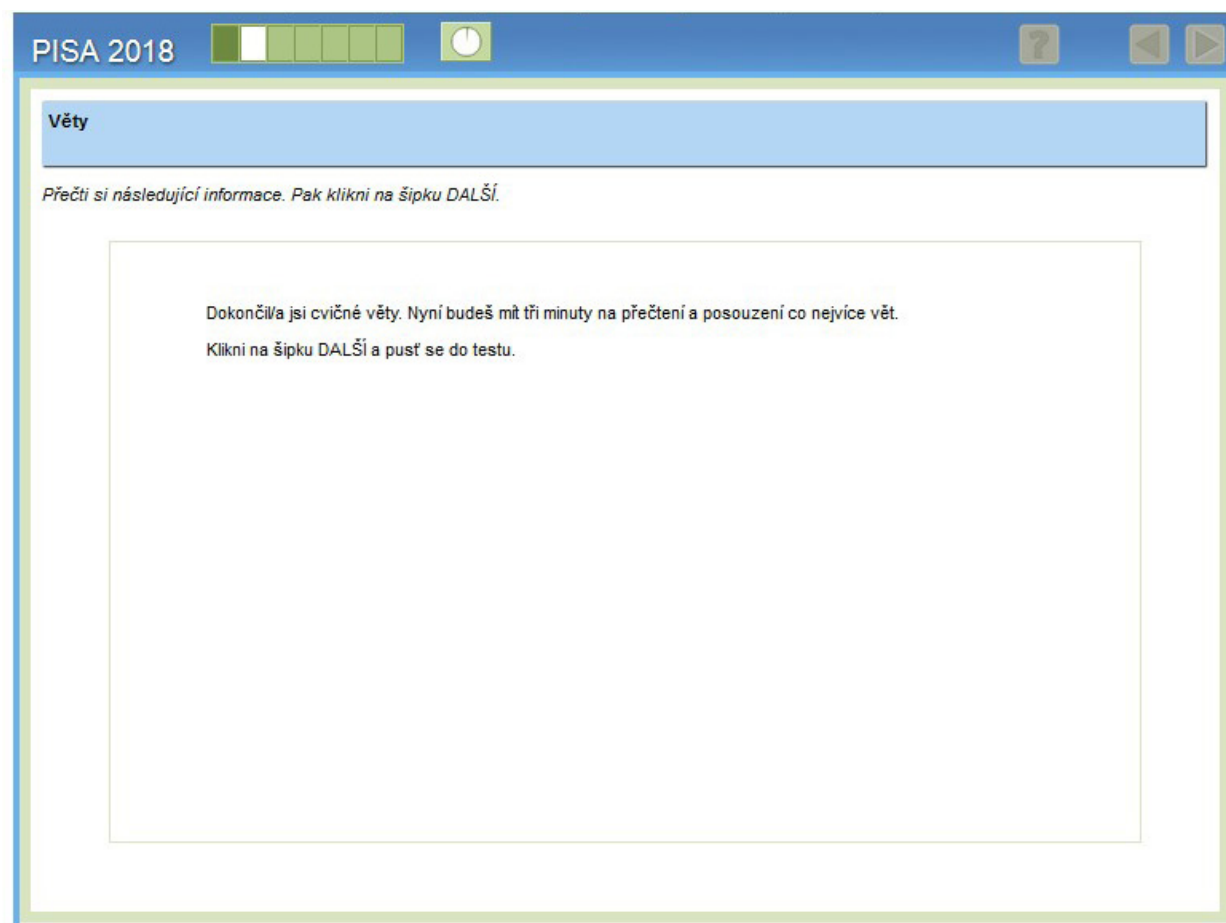 PISA 2018
?
Věty
Přečti si následující informace. Pak klikni na šipku DALŠÍ.
Dokončil/a jsi cvičné věty. Nyní budeš mít tři minuty na přečtení a posouzení co nejvíce vět.
Klikni na šipku DALŠÍ a pusť se do testu.